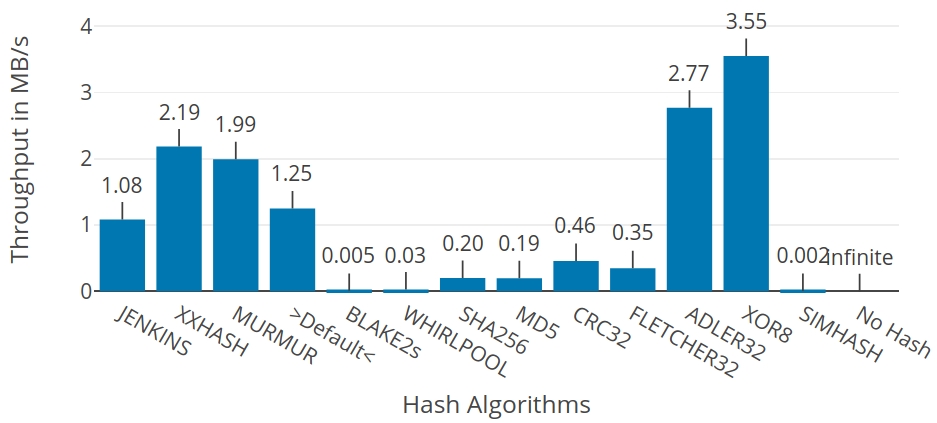 Throughput in MB/s
4
3
2
1
0
1.08
2.19
1.99
1.25
0.005
0.03
0.20
0.19
0.46
0.35
2.77
3.55
0.002
infinite
JENKINS
XXHASH
MURMUR
>Default<
BLAKE2s
WHIRLPOOL
SHA256
MD5
CRC32
FLETCHER32
ADLER32
XOR8
SIMHASH
No Hash
Hash Algorithms